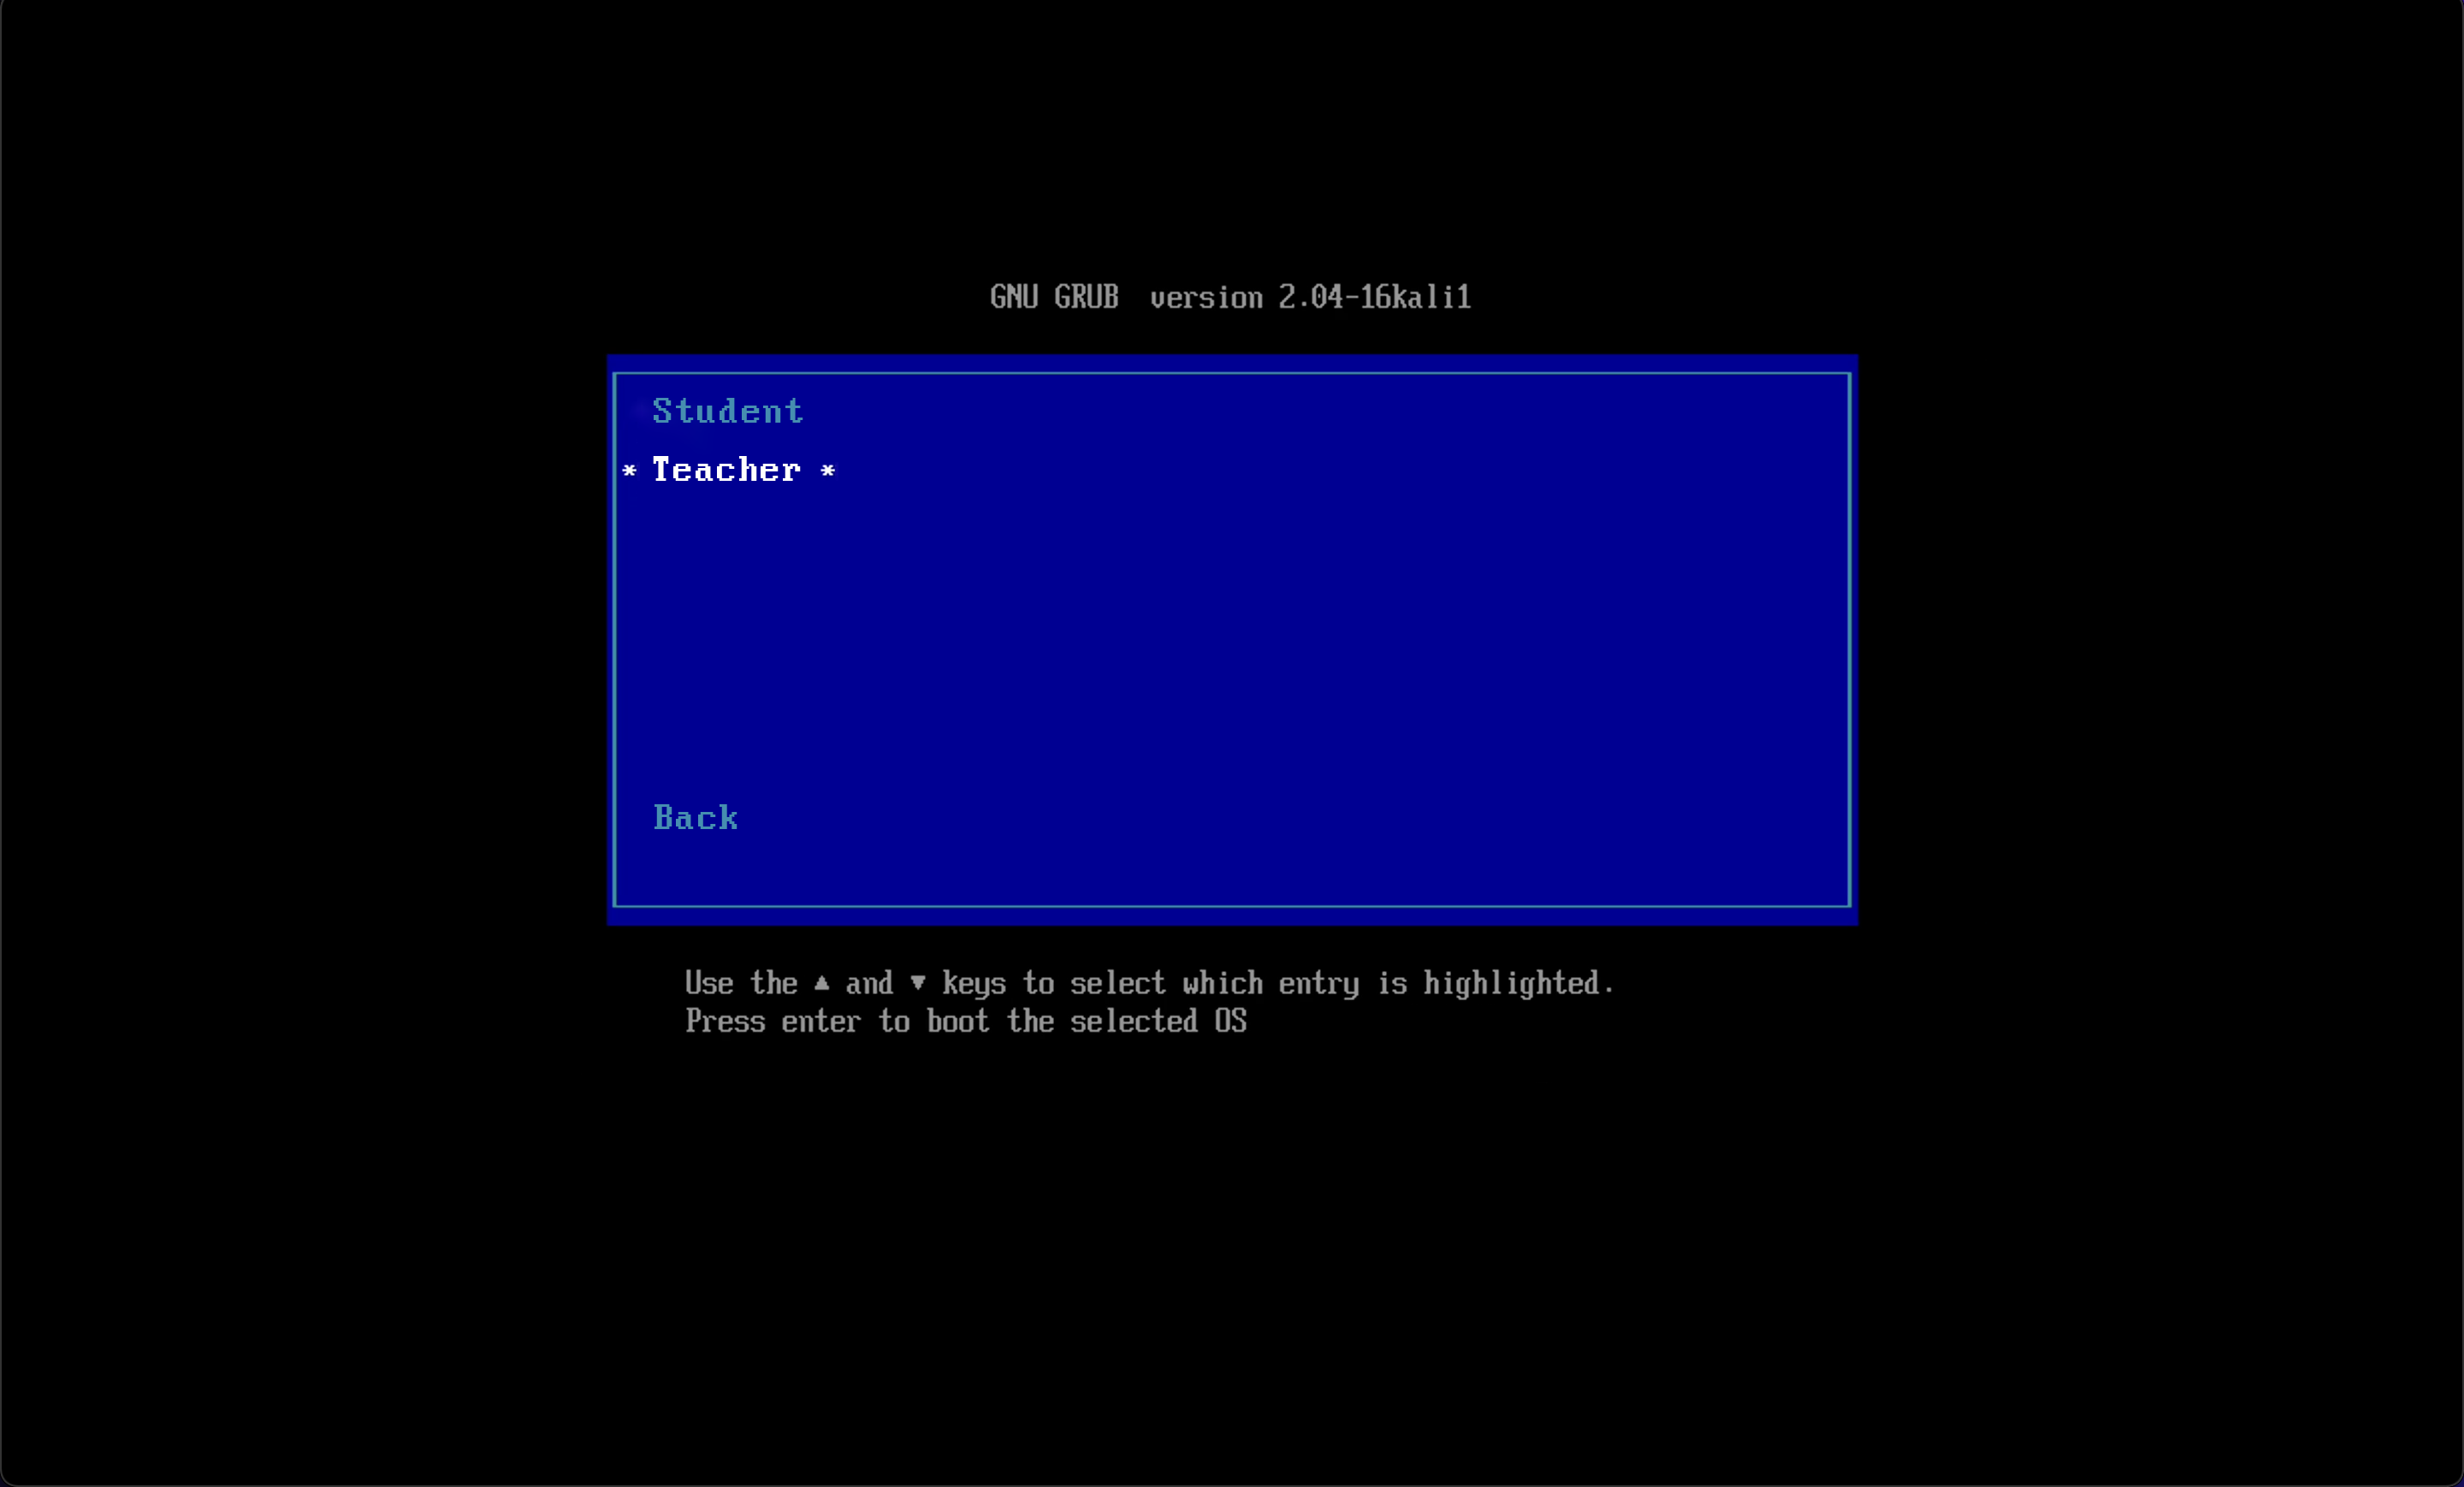 GNU GRUB  version 2.04-16kali1
Student
* Teacher *
Back
Use the ▲ and ▼ keys to select which entry is highlighted.
Press enter to boot the selected OS